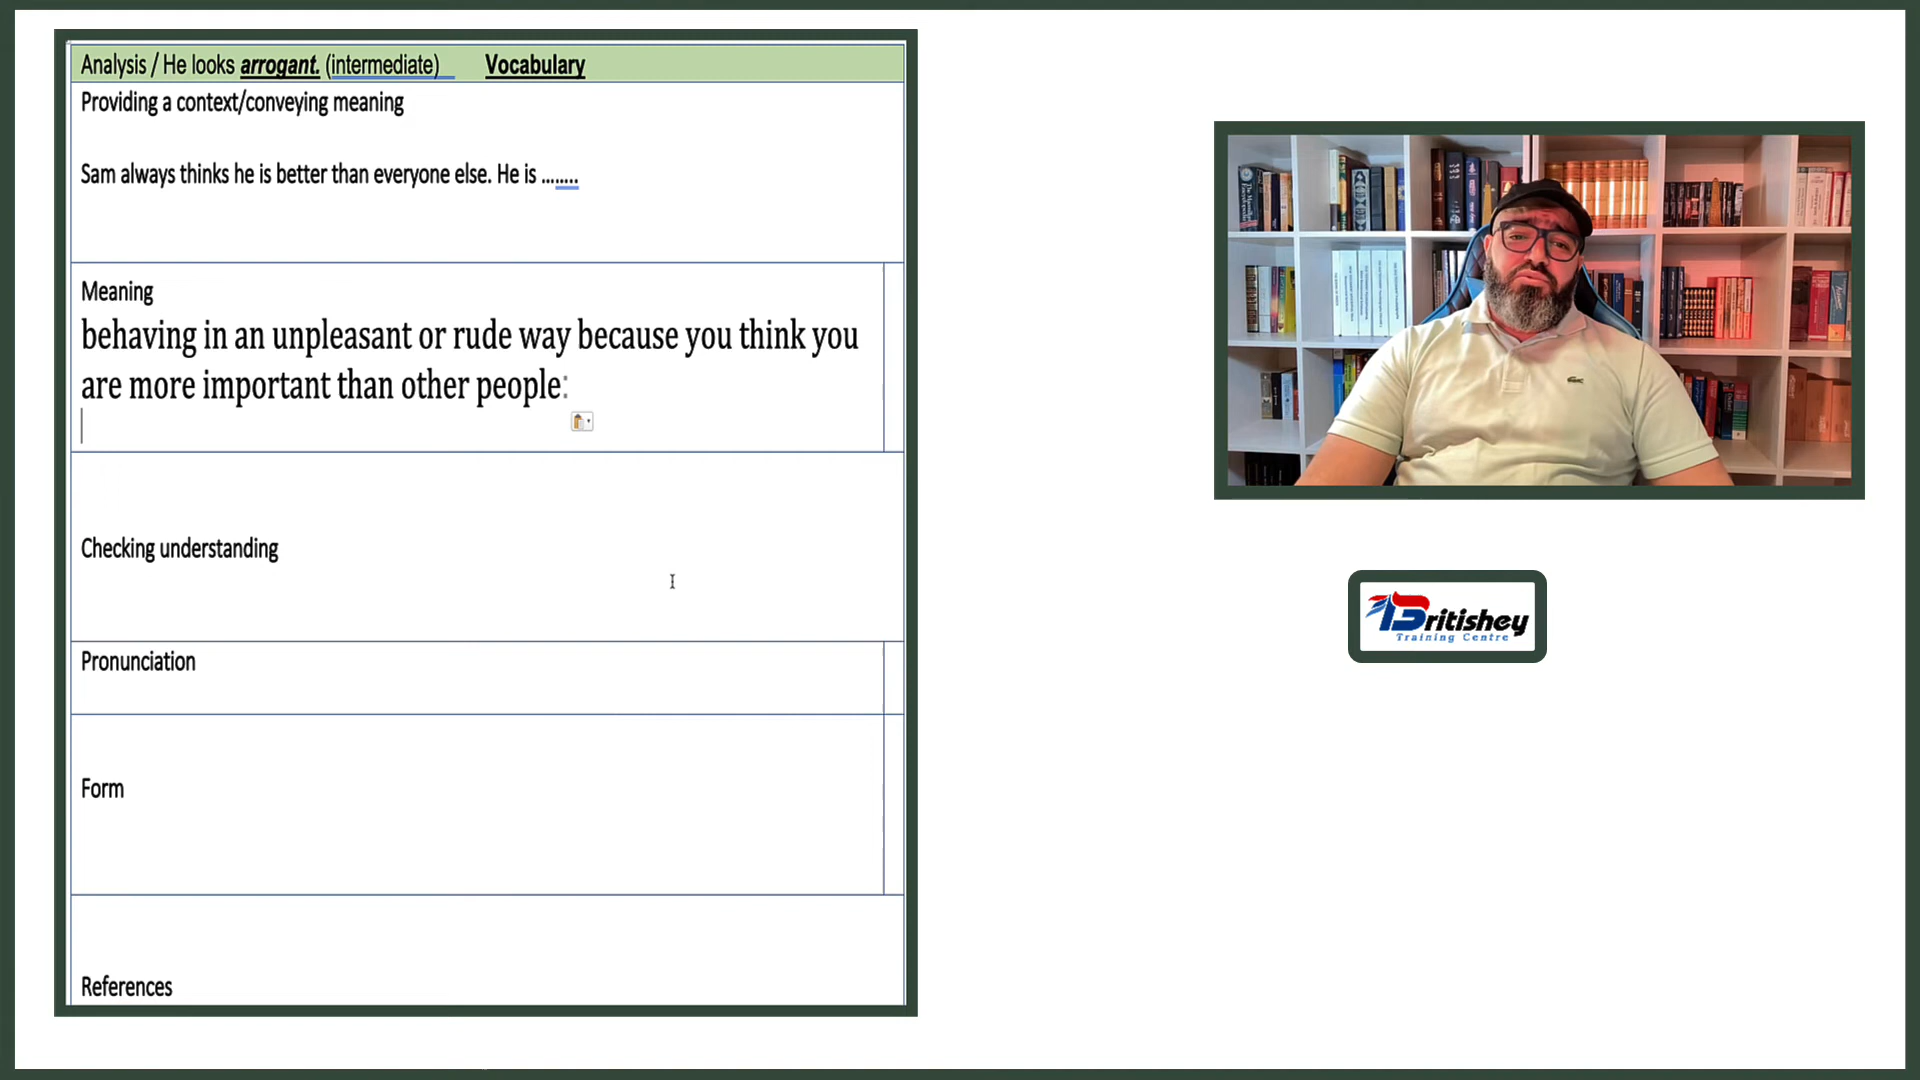 Analysis / He looks arrogant. (intermediate) Vocabulary
Providing a context/conveying meaning
Sam always thinks he is better than everyone else. He is ........
Meaning
behaving in an unpleasant or rude way because you think you
are more important than other people:
Checking understanding
Pronunciation
Form
References
Britishey
Training Centre